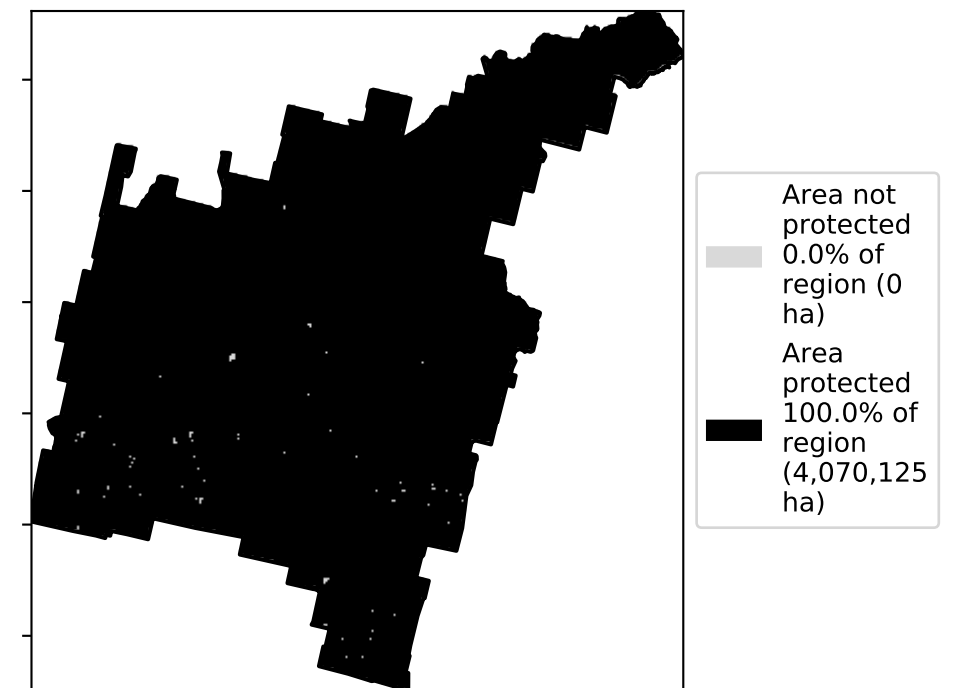 Area not
protected
0.0% of
region (0
ha)
Area
protected
100.0% of
region
(4,070,125
ha)